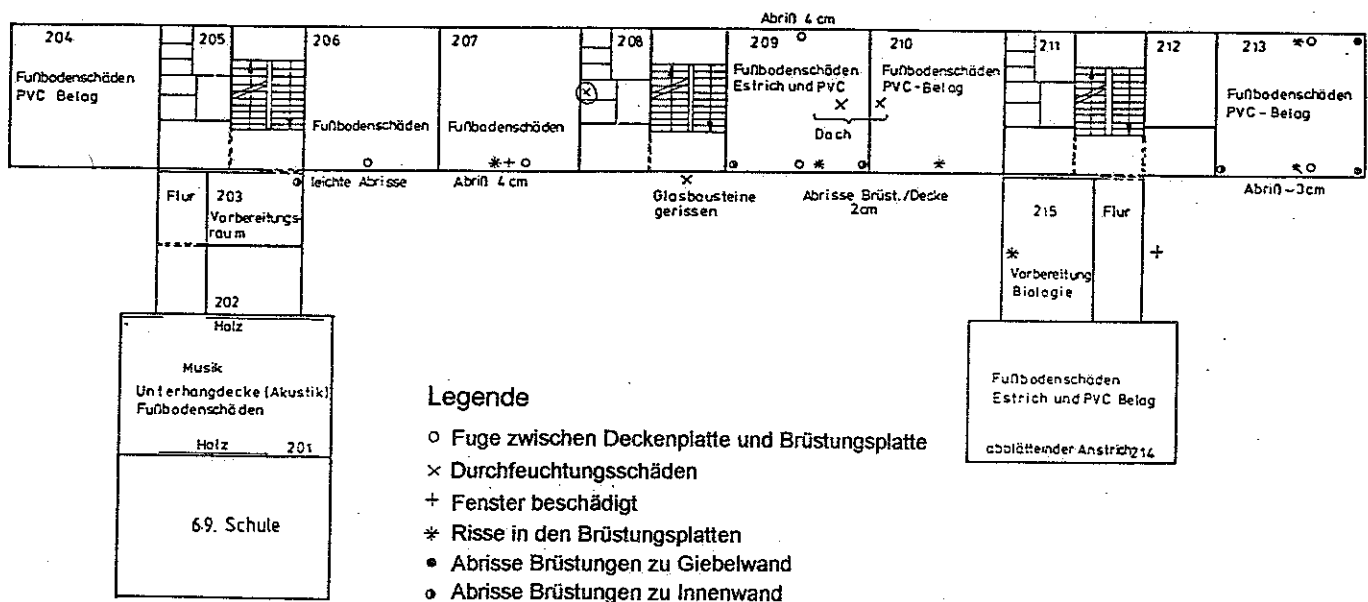 Abriß 4 cm
204
205
206
207
208
209
210
211
212
213
Fußbodenschäden
PVC Belag
Fußbodenschäden
Fußbodenschäden
Fußbodenschäden
Estrich und PVC
Fußbodenschäden
PVC-Belag
Dach
Fußbodenschäden
PVC-Belag
leichte Abrisse
Abriß 4 cm
Glasbausteine
gerissen
Abrisse Brüst./Decke
2cm
Abriß ~3cm
Flur
203
Vorbereitungs-
raum
202
Holz
Musik
Unterhangdecke (Akustik)
Fußbodenschäden
Holz
201
69. Schule
215
Flur
Vorbereitung
Biologie
Fußbodenschäden
Estrich und PVC Belag
abblätternder Anstrich
214
Legende
o Fuge zwischen Deckenplatte und Brüstungsplatte
× Durchfeuchtungsschäden
+ Fenster beschädigt
* Risse in den Brüstungsplatten
● Abrisse Brüstungen zu Giebelwand
◑ Abrisse Brüstungen zu Innenwand